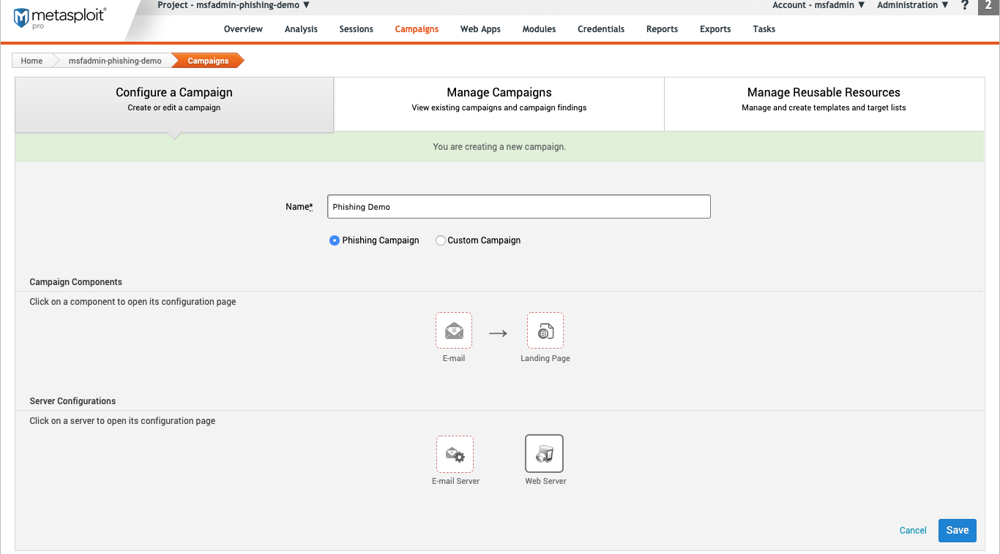 metasploit®
pro
Project - msfadmin-phishing-demo ▼
Account - msfadmin ▼ Administration ▼ ? 2
Overview Analysis Sessions Campaigns Web Apps Modules Credentials Reports Exports Tasks
Home msfadmin-phishing-demo Campaigns
Configure a Campaign
Create or edit a campaign
Manage Campaigns
View existing campaigns and campaign findings
Manage Reusable Resources
Manage and create templates and target lists
You are creating a new campaign.
Name* Phishing Demo
Phishing Campaign Custom Campaign
Campaign Components
Click on a component to open its configuration page
E-mail → Landing Page
Server Configurations
Click on a server to open its configuration page
E-mail Server Web Server
Cancel Save